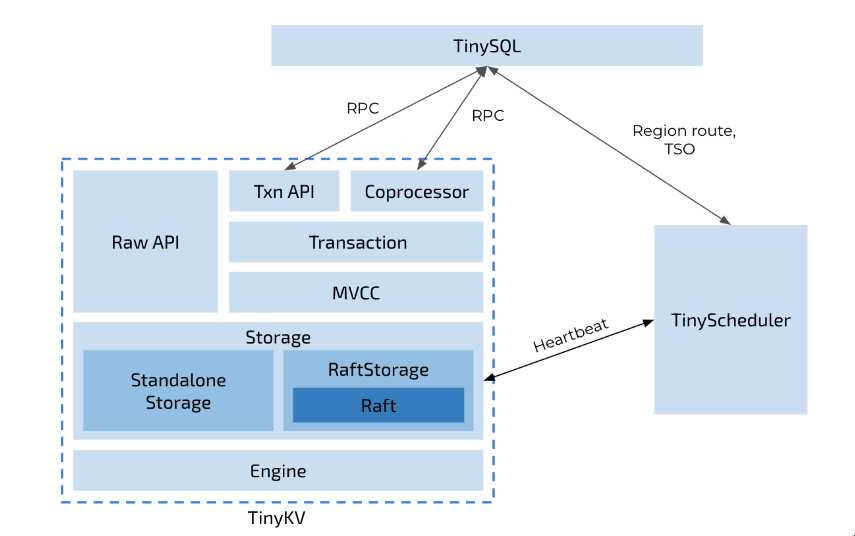 TinySQL
RPC
RPC
Region route,
TSO
Txn API
Coprocessor
Raw API
Transaction
MVCC
TinyScheduler
Heartbeat
Storage
Standalone
Storage
RaftStorage
Raft
Engine
TinyKV